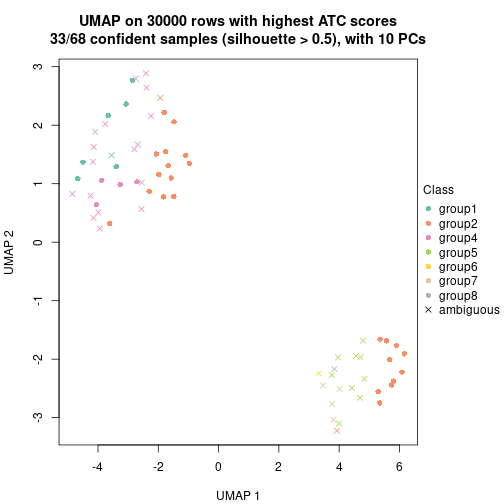 UMAP on 30000 rows with highest ATC scores
33/68 confident samples (silhouette > 0.5), with 10 PCs
3
2
1
0
-1
-2
-3
UMAP 2
-4
-2
0
2
4
6
UMAP 1
Class
group1
group2
group4
group5
group6
group7
group8
ambiguous